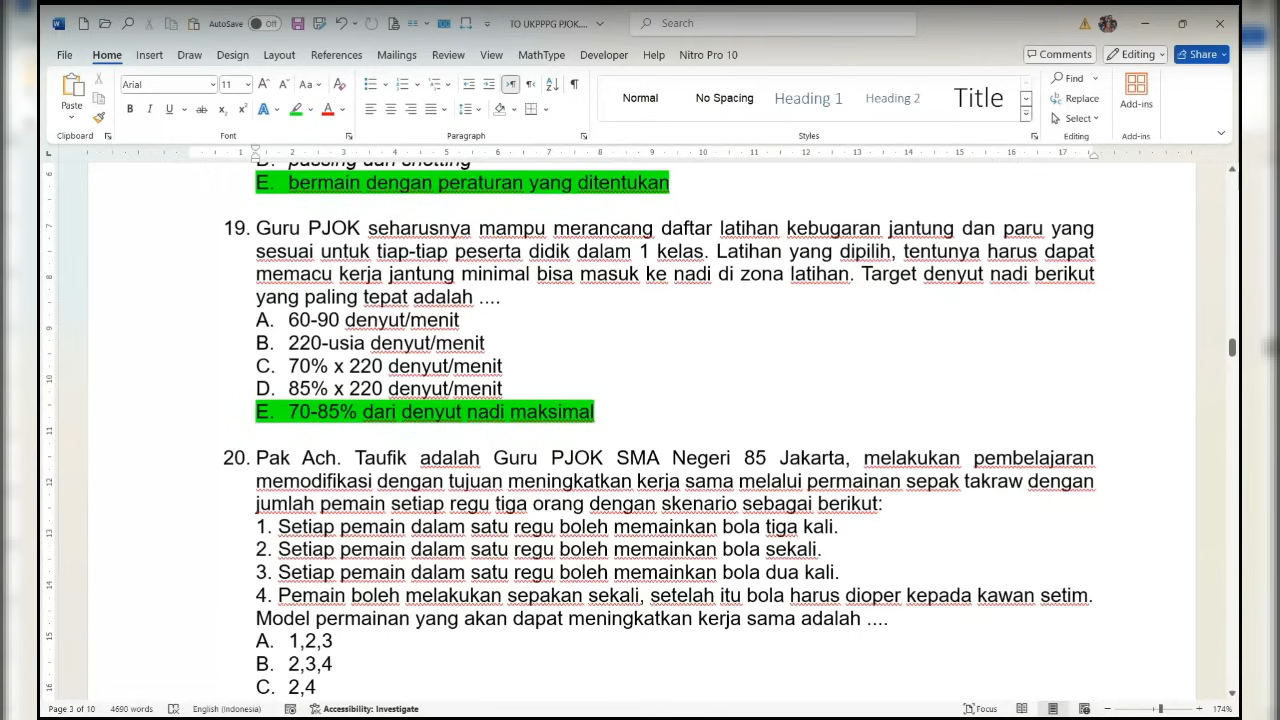 AutoSave Off TO UKPPPG PJOK.... Search
File Home Insert Draw Design Layout References Mailings Review View MathType Developer Help Nitro Pro 10 Comments Editing Share
Paste Arial 11 Normal No Spacing Heading 1 Heading 2 Title Find Replace Select Add-ins
Clipboard Font Paragraph Styles Editing Add-ins
D. passing dan shotting
E. bermain dengan peraturan yang ditentukan
19. Guru PJOK seharusnya mampu merancang daftar latihan kebugaran jantung dan paru yang
sesuai untuk tiap-tiap peserta didik dalam 1 kelas. Latihan yang dipilih, tentunya harus dapat
memacu kerja jantung minimal bisa masuk ke nadi di zona latihan. Target denyut nadi berikut
yang paling tepat adalah ....
A. 60-90 denyut/menit
B. 220-usia denyut/menit
C. 70% x 220 denyut/menit
D. 85% x 220 denyut/menit
E. 70-85% dari denyut nadi maksimal
20. Pak Ach. Taufik adalah Guru PJOK SMA Negeri 85 Jakarta, melakukan pembelajaran
memodifikasi dengan tujuan meningkatkan kerja sama melalui permainan sepak takraw dengan
jumlah pemain setiap regu tiga orang dengan skenario sebagai berikut:
1. Setiap pemain dalam satu regu boleh memainkan bola tiga kali.
2. Setiap pemain dalam satu regu boleh memainkan bola sekali.
3. Setiap pemain dalam satu regu boleh memainkan bola dua kali.
4. Pemain boleh melakukan sepakan sekali, setelah itu bola harus dioper kepada kawan setim.
Model permainan yang akan dapat meningkatkan kerja sama adalah ....
A. 1,2,3
B. 2,3,4
C. 2,4
Page 3 of 10 4690 words English (Indonesia) Accessibility: Investigate Focus 174%